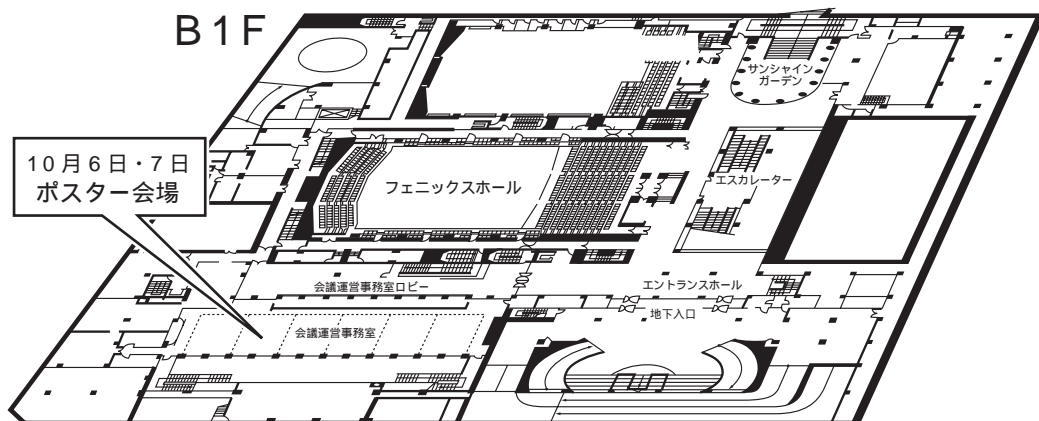 B1F
サンシャイン
ガーデン
10月6日・7日
ポスター会場
フェニックスホール
エスカレーター
会議運営事務室ロビー
エントランスホール
地下入口
会議運営事務室